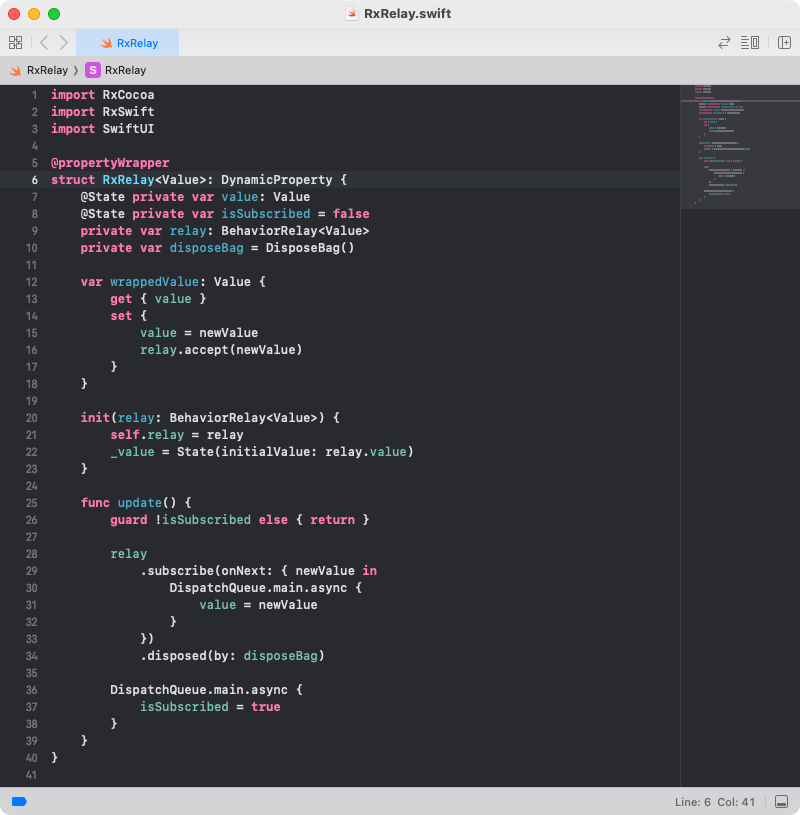 RxRelay.swift
RxRelay
RxRelay ⟩ S RxRelay
1 import RxCocoa
2 import RxSwift
3 import SwiftUI
4
5 @propertyWrapper
6 struct RxRelay<Value>: DynamicProperty {
7     @State private var value: Value
8     @State private var isSubscribed = false
9     private var relay: BehaviorRelay<Value>
10     private var disposeBag = DisposeBag()
11
12     var wrappedValue: Value {
13         get { value }
14         set {
15             value = newValue
16             relay.accept(newValue)
17         }
18     }
19
20     init(relay: BehaviorRelay<Value>) {
21         self.relay = relay
22         _value = State(initialValue: relay.value)
23     }
24
25     func update() {
26         guard !isSubscribed else { return }
27
28         relay
29             .subscribe(onNext: { newValue in
30                 DispatchQueue.main.async {
31                     value = newValue
32                 }
33             })
34             .disposed(by: disposeBag)
35
36         DispatchQueue.main.async {
37             isSubscribed = true
38         }
39     }
40 }
41
Line: 6  Col: 41